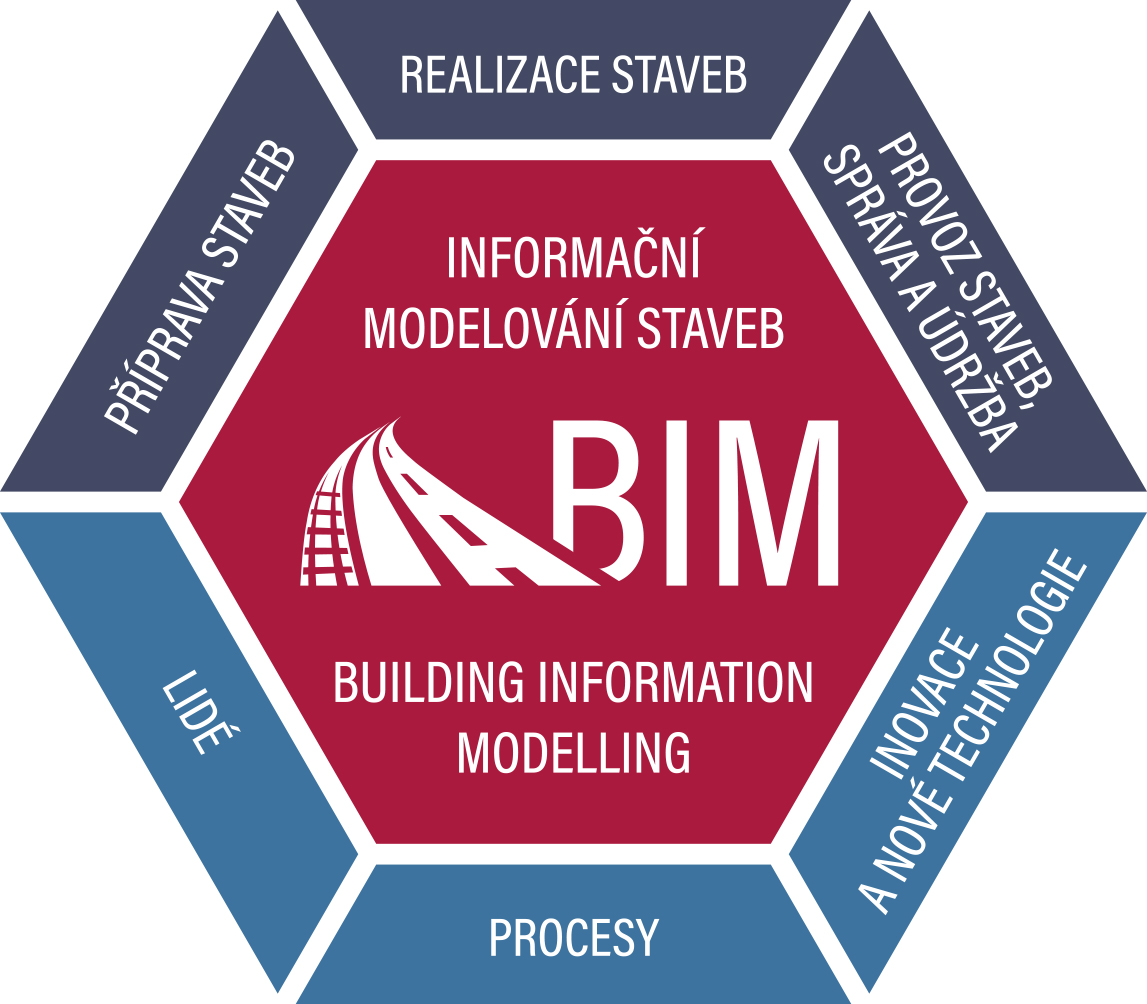 REALIZACE STAVEB
PŘÍPRAVA STAVEB
PROVOZ STAVEB,
SPRÁVA A ÚDRŽBA
INFORMAČNÍ
MODELOVÁNÍ STAVEB
BIM
BUILDING INFORMATION
MODELLING
LIDÉ
INOVACE
A NOVÉ TECHNOLOGIE
PROCESY